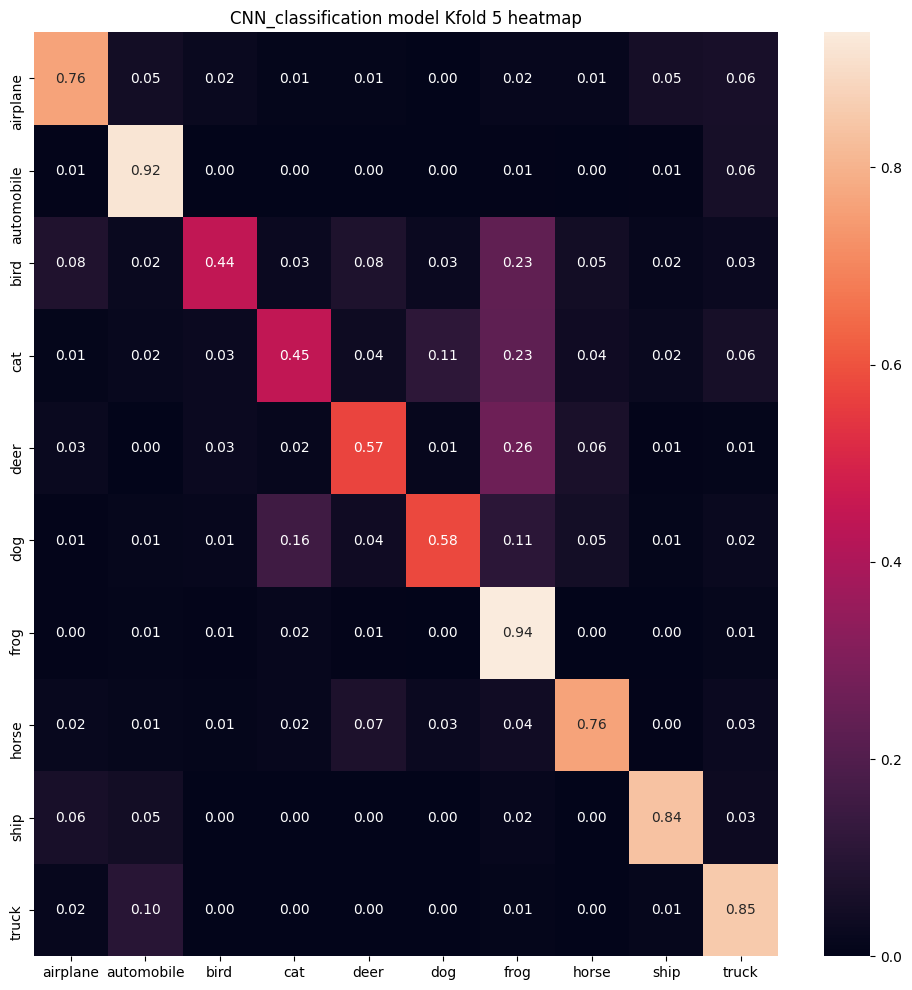 CNN_classification model Kfold 5 heatmap
airplane 0.76 0.05 0.02 0.01 0.01 0.00 0.02 0.01 0.05 0.06
automobile 0.01 0.92 0.00 0.00 0.00 0.00 0.01 0.00 0.01 0.06
bird 0.08 0.02 0.44 0.03 0.08 0.03 0.23 0.05 0.02 0.03
cat 0.01 0.02 0.03 0.45 0.04 0.11 0.23 0.04 0.02 0.06
deer 0.03 0.00 0.03 0.02 0.57 0.01 0.26 0.06 0.01 0.01
dog 0.01 0.01 0.01 0.16 0.04 0.58 0.11 0.05 0.01 0.02
frog 0.00 0.01 0.01 0.02 0.01 0.00 0.94 0.00 0.00 0.01
horse 0.02 0.01 0.01 0.02 0.07 0.03 0.04 0.76 0.00 0.03
ship 0.06 0.05 0.00 0.00 0.00 0.00 0.02 0.00 0.84 0.03
truck 0.02 0.10 0.00 0.00 0.00 0.00 0.01 0.00 0.01 0.85
airplane automobile bird cat deer dog frog horse ship truck
0.8
0.6
0.4
0.2
0.0